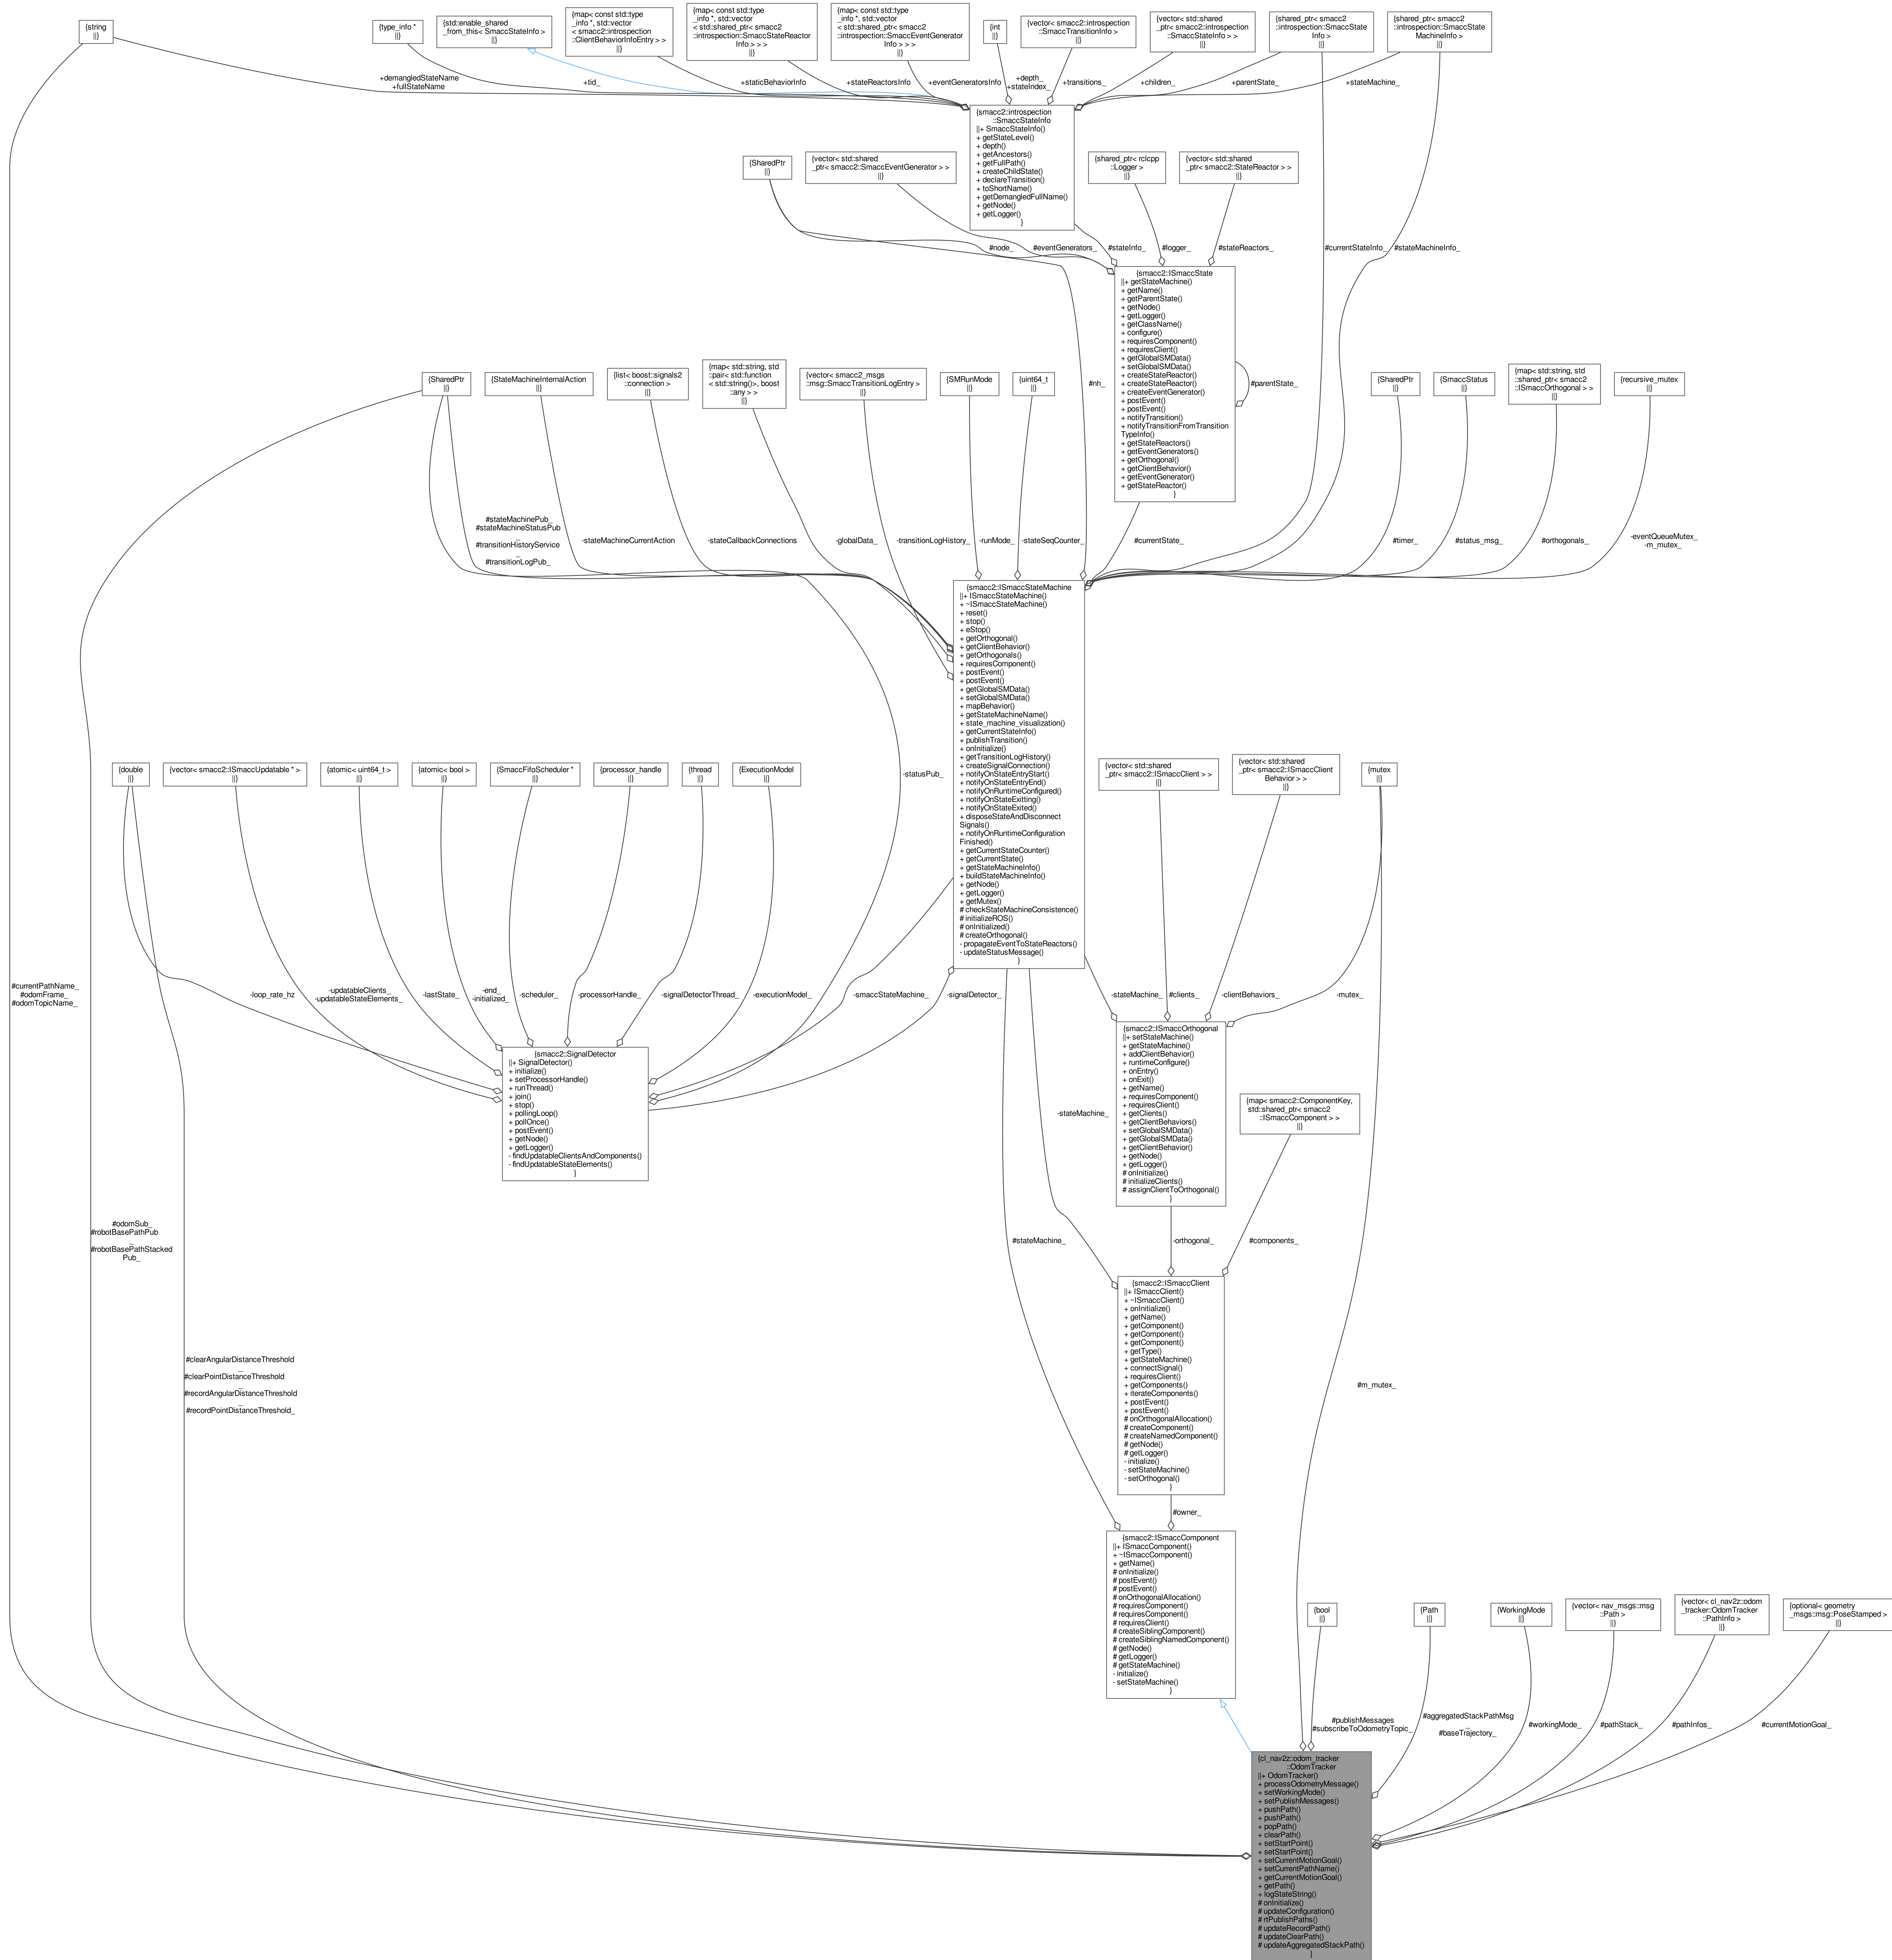 {string
||}
{type_info *
||}
{std::enable_shared
_from_this< SmaccStateInfo >
||}
{map< const std::type
_info *, std::vector
< smacc2::introspection
::ClientBehaviorInfoEntry > >
||}
{map< const std::type
_info *, std::vector
< std::shared_ptr< smacc2
::introspection::SmaccStateReactor
Info > > >
||}
{map< const std::type
_info *, std::vector
< std::shared_ptr< smacc2
::introspection::SmaccEventGenerator
Info > > >
||}
{int
||}
{vector< smacc2::introspection
::SmaccTransitionInfo >
||}
{vector< std::shared
_ptr< smacc2::introspection
::SmaccStateInfo > >
||}
{shared_ptr< smacc2
::introspection::SmaccState
Info >
||}
{shared_ptr< smacc2
::introspection::SmaccState
MachineInfo >
||}
+demangledStateName
+fullStateName
+tid_
+staticBehaviorInfo
+stateReactorsInfo
+eventGeneratorsInfo
+depth_
+stateIndex_
+transitions_
+children_
+parentState_
+stateMachine_
{smacc2::introspection
::SmaccStateInfo
||+ SmaccStateInfo()
+ getStateLevel()
+ depth()
+ getAncestors()
+ getFullPath()
+ createChildState()
+ declareTransition()
+ toShortName()
+ getDemangledFullName()
+ getNode()
+ getLogger()
}
{SharedPtr
||}
{vector< std::shared
_ptr< smacc2::SmaccEventGenerator > >
||}
{shared_ptr< rclcpp
::Logger >
||}
{vector< std::shared
_ptr< smacc2::StateReactor > >
||}
#node_
#eventGenerators_
#stateInfo_
#logger_
#stateReactors_
#currentStateInfo_
#stateMachineInfo_
{smacc2::ISmaccState
||+ getStateMachine()
+ getName()
+ getParentState()
+ getNode()
+ getLogger()
+ getClassName()
+ configure()
+ requiresComponent()
+ requiresClient()
+ getGlobalSMData()
+ setGlobalSMData()
+ createStateReactor()
+ createStateReactor()
+ createEventGenerator()
+ postEvent()
+ postEvent()
+ notifyTransition()
+ notifyTransitionFromTransition
TypeInfo()
+ getStateReactors()
+ getEventGenerators()
+ getOrthogonal()
+ getClientBehavior()
+ getEventGenerator()
+ getStateReactor()
}
#parentState_
#nh_
{SharedPtr
||}
{StateMachineInternalAction
||}
{list< boost::signals2
::connection >
||}
{map< std::string, std
::pair< std::function
< std::string()>, boost
::any > >
||}
{vector< smacc2_msgs
::msg::SmaccTransitionLogEntry >
||}
{SMRunMode
||}
{uint64_t
||}
{SharedPtr
||}
{SmaccStatus
||}
{map< std::string, std
::shared_ptr< smacc2
::ISmaccOrthogonal > >
||}
{recursive_mutex
||}
#stateMachinePub_
#stateMachineStatusPub
_
#transitionHistoryService
_
#transitionLogPub_
-stateMachineCurrentAction
-stateCallbackConnections
-globalData_
-transitionLogHistory_
-runMode_
-stateSeqCounter_
#currentState_
#timer_
#status_msg_
#orthogonals_
-eventQueueMutex_
-m_mutex_
{smacc2::ISmaccStateMachine
||+ ISmaccStateMachine()
+ ~ISmaccStateMachine()
+ reset()
+ stop()
+ eStop()
+ getOrthogonal()
+ getClientBehavior()
+ getOrthogonals()
+ requiresComponent()
+ postEvent()
+ postEvent()
+ getGlobalSMData()
+ setGlobalSMData()
+ mapBehavior()
+ getStateMachineName()
+ state_machine_visualization()
+ getCurrentStateInfo()
+ publishTransition()
+ onInitialize()
+ getTransitionLogHistory()
+ createSignalConnection()
+ notifyOnStateEntryStart()
+ notifyOnStateEntryEnd()
+ notifyOnRuntimeConfigured()
+ notifyOnStateExitting()
+ notifyOnStateExited()
+ disposeStateAndDisconnect
Signals()
+ notifyOnRuntimeConfiguration
Finished()
+ getCurrentStateCounter()
+ getCurrentState()
+ getStateMachineInfo()
+ buildStateMachineInfo()
+ getNode()
+ getLogger()
+ getMutex()
# checkStateMachineConsistence()
# initializeROS()
# onInitialized()
# createOrthogonal()
- propagateEventToStateReactors()
- updateStatusMessage()
}
-statusPub_
{double
||}
{vector< smacc2::ISmaccUpdatable * >
||}
{atomic< uint64_t >
||}
{atomic< bool >
||}
{SmaccFifoScheduler *
||}
{processor_handle
||}
{thread
||}
{ExecutionModel
||}
{vector< std::shared
_ptr< smacc2::ISmaccClient > >
||}
{vector< std::shared
_ptr< smacc2::ISmaccClient
Behavior > >
||}
{mutex
||}
#currentPathName_
#odomFrame_
#odomTopicName_
-loop_rate_hz
-updatableClients_
-updatableStateElements_
-lastState_
-end_
-initialized_
-scheduler_
-processorHandle_
-signalDetectorThread_
-executionModel_
-smaccStateMachine_
-signalDetector_
-stateMachine_
#clients_
-clientBehaviors_
-mutex_
{smacc2::SignalDetector
||+ SignalDetector()
+ initialize()
+ setProcessorHandle()
+ runThread()
+ join()
+ stop()
+ pollingLoop()
+ pollOnce()
+ postEvent()
+ getNode()
+ getLogger()
- findUpdatableClientsAndComponents()
- findUpdatableStateElements()
}
{smacc2::ISmaccOrthogonal
||+ setStateMachine()
+ getStateMachine()
+ addClientBehavior()
+ runtimeConfigure()
+ onEntry()
+ onExit()
+ getName()
+ requiresComponent()
+ requiresClient()
+ getClients()
+ getClientBehaviors()
+ setGlobalSMData()
+ getGlobalSMData()
+ getClientBehavior()
+ getNode()
+ getLogger()
# onInitialize()
# initializeClients()
# assignClientToOrthogonal()
}
-stateMachine_
{map< smacc2::ComponentKey,
std::shared_ptr< smacc2
::ISmaccComponent > >
||}
#odomSub_
#robotBasePathPub
_
#robotBasePathStacked
Pub_
#stateMachine_
-orthogonal_
#components_
{smacc2::ISmaccClient
||+ ISmaccClient()
+ ~ISmaccClient()
+ onInitialize()
+ getName()
+ getComponent()
+ getComponent()
+ getComponent()
+ getType()
+ getStateMachine()
+ connectSignal()
+ requiresClient()
+ getComponents()
+ iterateComponents()
+ postEvent()
+ postEvent()
# onOrthogonalAllocation()
# createComponent()
# createNamedComponent()
# getNode()
# getLogger()
- initialize()
- setStateMachine()
- setOrthogonal()
}
#clearAngularDistanceThreshold
_
#clearPointDistanceThreshold
_
#recordAngularDistanceThreshold
_
#recordPointDistanceThreshold_
#m_mutex_
#owner_
{smacc2::ISmaccComponent
||+ ISmaccComponent()
+ ~ISmaccComponent()
+ getName()
# onInitialize()
# postEvent()
# postEvent()
# onOrthogonalAllocation()
# requiresComponent()
# requiresComponent()
# requiresClient()
# createSiblingComponent()
# createSiblingNamedComponent()
# getNode()
# getLogger()
# getStateMachine()
- initialize()
- setStateMachine()
}
{bool
||}
{Path
||}
{WorkingMode
||}
{vector< nav_msgs::msg
::Path >
||}
{vector< cl_nav2z::odom
_tracker::OdomTracker
::PathInfo >
||}
{optional< geometry
_msgs::msg::PoseStamped >
||}
#publishMessages
#subscribeToOdometryTopic_
#aggregatedStackPathMsg
_
#baseTrajectory_
#workingMode_
#pathStack_
#pathInfos_
#currentMotionGoal_
{cl_nav2z::odom_tracker
::OdomTracker
||+ OdomTracker()
+ processOdometryMessage()
+ setWorkingMode()
+ setPublishMessages()
+ pushPath()
+ pushPath()
+ popPath()
+ clearPath()
+ setStartPoint()
+ setStartPoint()
+ setCurrentMotionGoal()
+ setCurrentPathName()
+ getCurrentMotionGoal()
+ getPath()
+ logStateString()
# onInitialize()
# updateConfiguration()
# rtPublishPaths()
# updateRecordPath()
# updateClearPath()
# updateAggregatedStackPath()
}